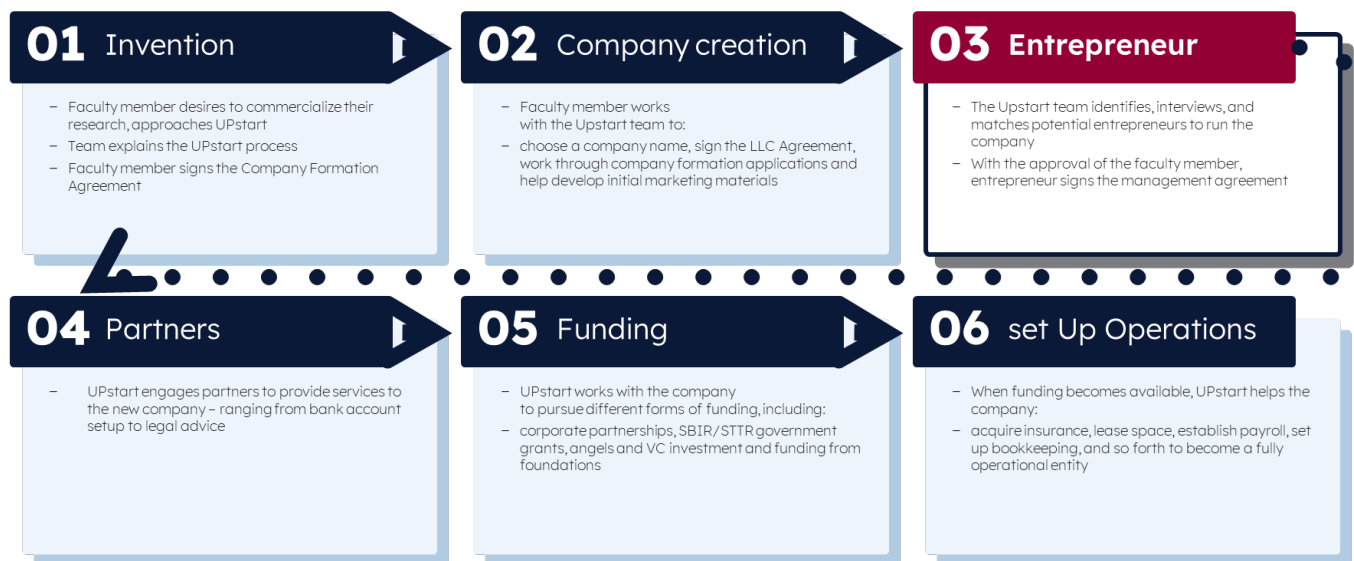 01 Invention
– Faculty member desires to commercialize their
research, approaches UPstart
– Team explains the UPstart process
– Faculty member signs the Company Formation
Agreement
02 Company creation
– Faculty member works
with the Upstart team to:
– choose a company name, sign the LLC Agreement,
work through company formation applications and
help develop initial marketing materials
03 Entrepreneur
– The Upstart team identifies, interviews, and
matches potential entrepreneurs to run the
company
– With the approval of the faculty member,
entrepreneur signs the management agreement
04 Partners
– UPstart engages partners to provide services to
the new company – ranging from bank account
setup to legal advice
05 Funding
– UPstart works with the company
to pursue different forms of funding, including:
– corporate partnerships, SBIR/STTR government
grants, angels and VC investment and funding from
foundations
06 set Up Operations
– When funding becomes available, UPstart helps the
company:
– acquire insurance, lease space, establish payroll, set
up bookkeeping, and so forth to become a fully
operational entity